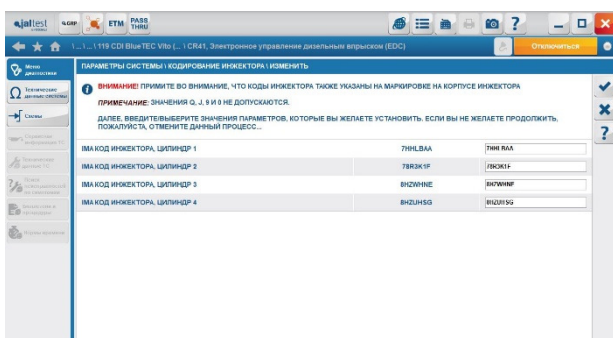 jaltest
GRP ETM PASS THRU
\...\...\ 119 CDI BlueTEC Vito (... \ CR41, Электронное управление дизельным впрыском (EDC)
Отключиться
Меню диагностики
ПАРАМЕТРЫ СИСТЕМЫ \ КОДИРОВАНИЕ ИНЖЕКТОРА \ ИЗМЕНИТЬ
Технические данные системы
Схемы
ВНИМАНИЕ! ПРИМИТЕ ВО ВНИМАНИЕ, ЧТО КОДЫ ИНЖЕКТОРА ТАКЖЕ УКАЗАНЫ НА МАРКИРОВКЕ НА КОРПУСЕ ИНЖЕКТОРА
ПРИМЕЧАНИЕ: ЗНАЧЕНИЯ Q, J, 9 И 0 НЕ ДОПУСКАЮТСЯ.
ДАЛЕЕ, ВВЕДИТЕ/ВЫБЕРИТЕ ЗНАЧЕНИЯ ПАРАМЕТРОВ, КОТОРЫЕ ВЫ ЖЕЛАЕТЕ УСТАНОВИТЬ. ЕСЛИ ВЫ НЕ ЖЕЛАЕТЕ ПРОДОЛЖИТЬ,
ПОЖАЛУЙСТА, ОТМЕНИТЕ ДАННЫЙ ПРОЦЕСС...
IMA КОД ИНЖЕКТОРА, ЦИЛИНДР 1 7HHLBAA 7HHLBAA
IMA КОД ИНЖЕКТОРА, ЦИЛИНДР 2 78R3K1F 78R3K1F
IMA КОД ИНЖЕКТОРА, ЦИЛИНДР 3 8HZWHNE 8HZWHNE
IMA КОД ИНЖЕКТОРА, ЦИЛИНДР 4 8HZUHSG 8HZUHSG